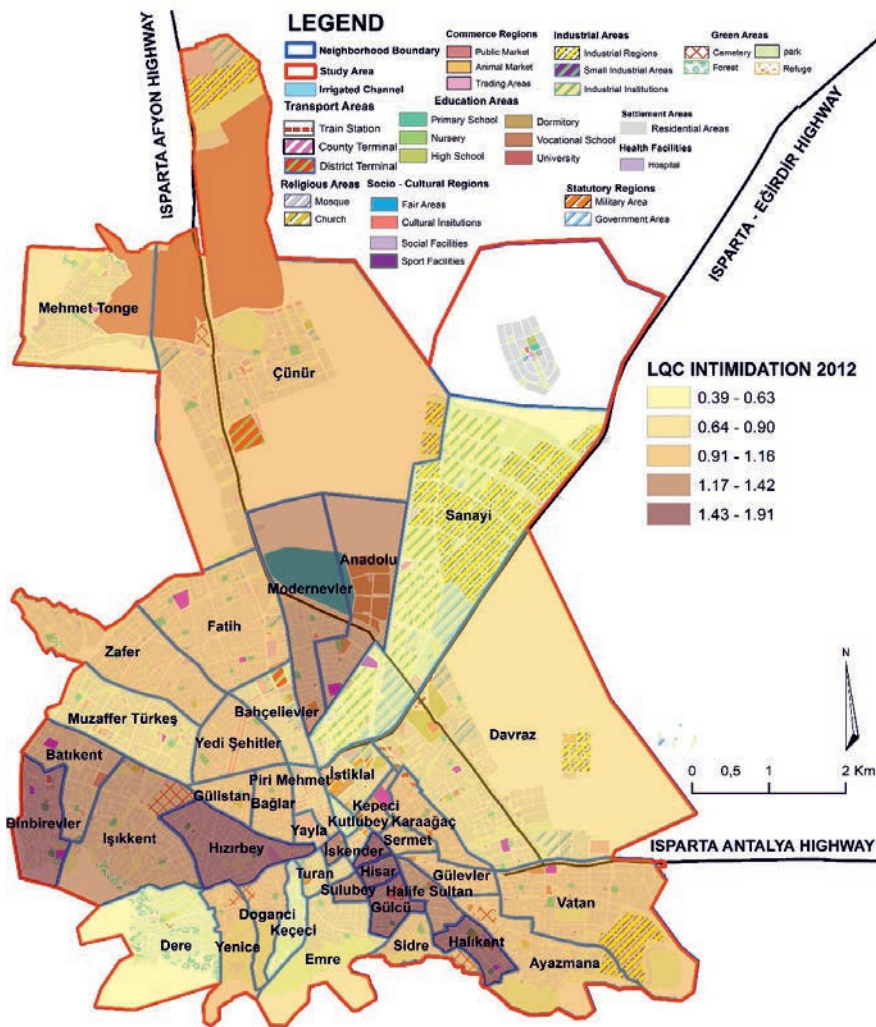 LEGEND
Neighborhood Boundary
Study Area
Irrigated Channel
Transport Areas
Train Station
County Terminal
District Terminal
Religious Areas
Mosque
Church
Commerce Regions
Public Market
Animal Market
Trading Areas
Education Areas
Primary School
Nursery
High School
Dormitory
Vocational School
University
Socio - Cultural Regions
Fair Areas
Cultural Insitutions
Social Facilities
Sport Facilities
Industrial Areas
Industrial Regions
Small Industrial Areas
Industrial Institutions
Settlement Areas
Residential Areas
Health Facilities
Hospital
Statutory Regions
Military Area
Government Area
Green Areas
Cemetery
park
Forest
Refuge
ISPARTA AFYON HIGHWAY
ISPARTA - EĞİRDİR HIGHWAY
LQC INTIMIDATION 2012
0.39 - 0.63
0.64 - 0.90
0.91 - 1.16
1.17 - 1.42
1.43 - 1.91
Mehmet Tonge
Çünür
Sanayi
Anadolu
Modernevler
Fatih
Zafer
Bahçelievler
Muzaffer Türkeş
Yedi Şehitler
Davraz
N
0 0,5 1 2 Km
Batıkent
Piri Mehmet
İstiklal
Gülistan
Bağlar
Kepeci
Binbirevler
Kutlubey
Karaağaç
Işıkkent
Yayla
Sermet
ISPARTA ANTALYA HIGHWAY
Hızırbey
İskender
Hisar
Turan
Gülevler
Sulubey
Halife Sultan
Vatan
Gülcü
Doganci
Keçeci
Dere
Yenice
Emre
Sidre
Halıkent
Ayazmana